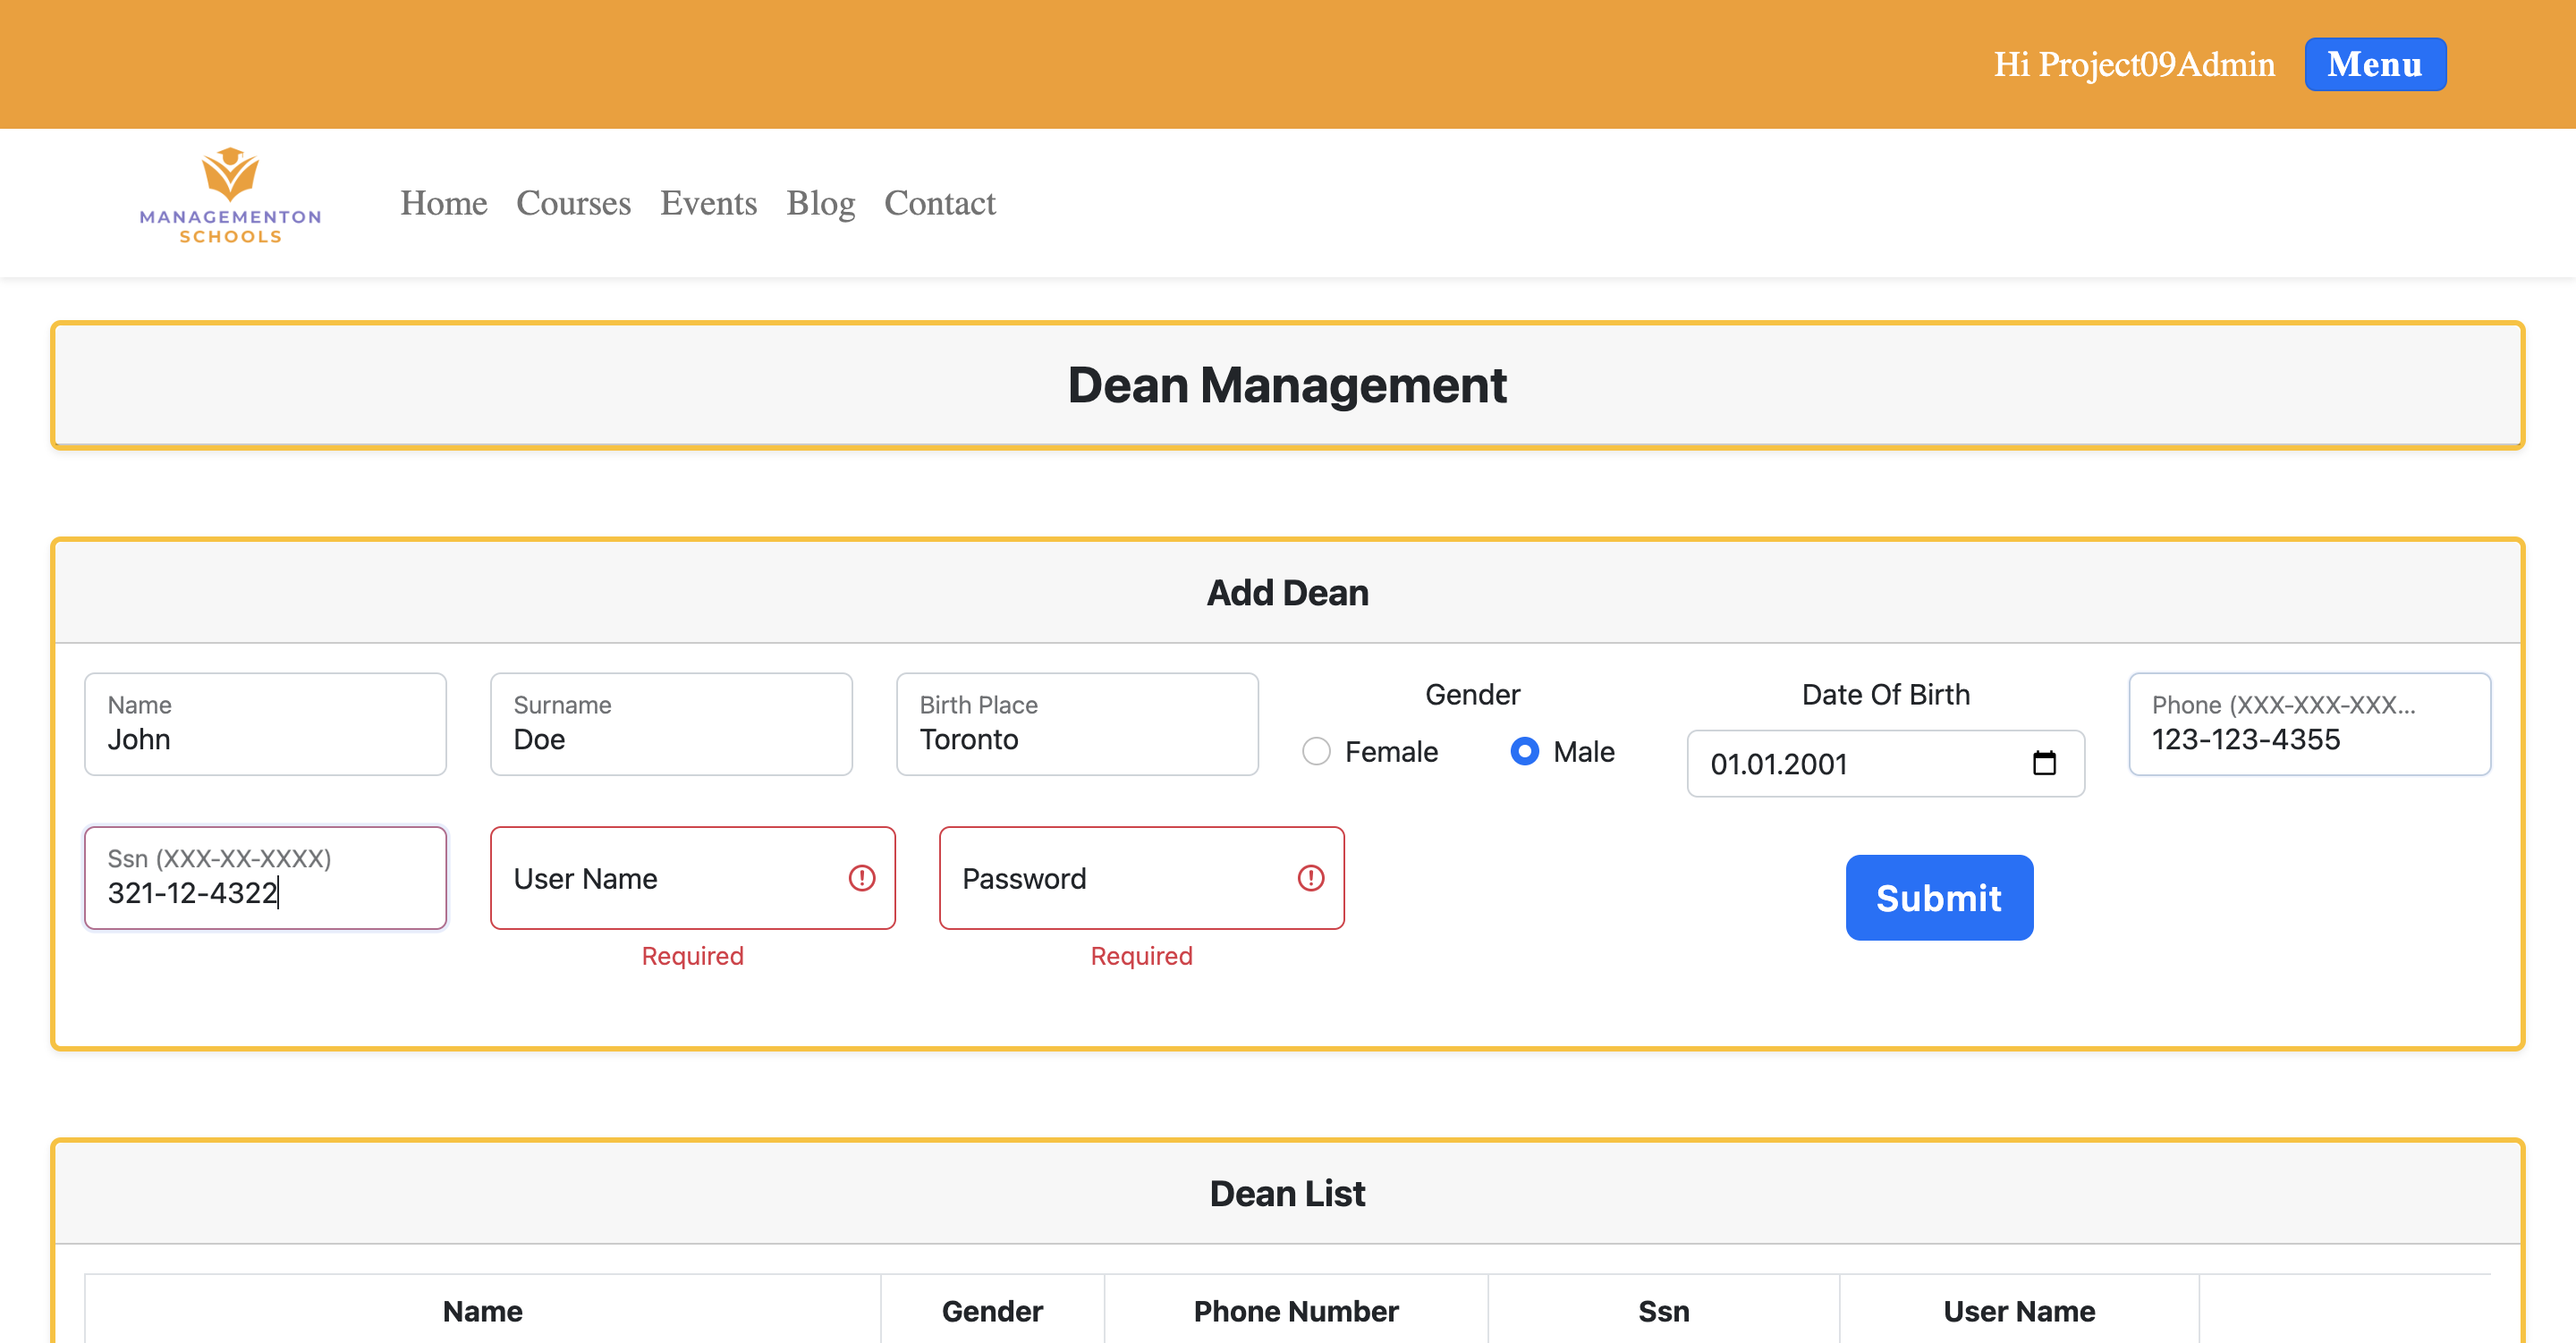 Hi Project09Admin Menu
MANAGEMENTON
SCHOOLS
Home Courses Events Blog Contact
Dean Management
Add Dean
Name
John
Surname
Doe
Birth Place
Toronto
Gender
Female Male
Date Of Birth
01.01.2001
Phone (XXX-XXX-XXX...
123-123-4355
Ssn (XXX-XX-XXXX)
321-12-4322
User Name
Required
Password
Required
Submit
Dean List
Name Gender Phone Number Ssn User Name